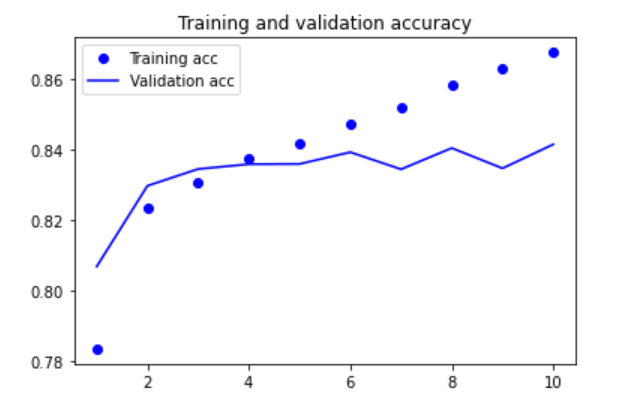 Training and validation accuracy
Training acc
Validation acc
0.86
0.84
0.82
0.80
0.78
2 4 6 8 10